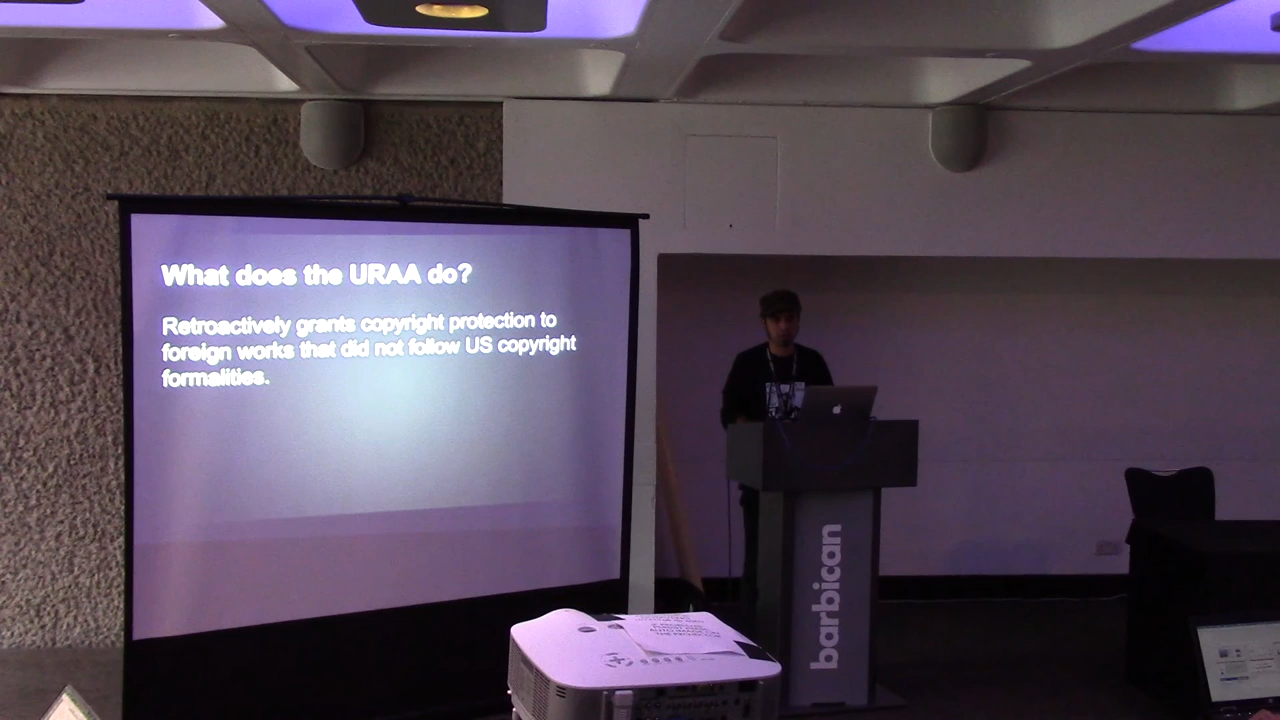 What does the URAA do?
Retroactively grants copyright protection to
foreign works that did not follow US copyright
formalities.
barbican